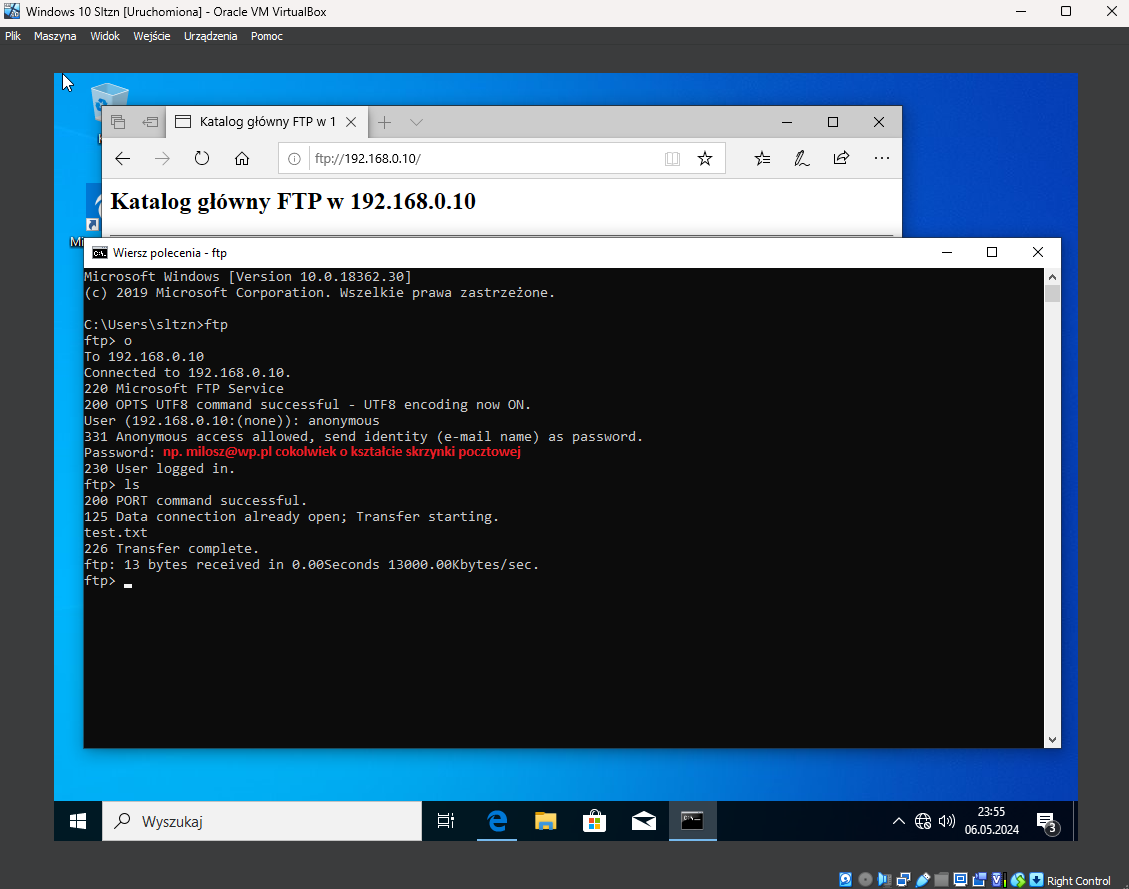 Windows 10 Sltzn [Uruchomiona] - Oracle VM VirtualBox
Plik Maszyna Widok Wejście Urządzenia Pomoc
Katalog główny FTP w 1
ftp://192.168.0.10/
Katalog główny FTP w 192.168.0.10
Mi
Wiersz polecenia - ftp
Microsoft Windows [Version 10.0.18362.30]
(c) 2019 Microsoft Corporation. Wszelkie prawa zastrzeżone.
C:\Users\sltzn>ftp
ftp> o
To 192.168.0.10
Connected to 192.168.0.10.
220 Microsoft FTP Service
200 OPTS UTF8 command successful - UTF8 encoding now ON.
User (192.168.0.10:(none)): anonymous
331 Anonymous access allowed, send identity (e-mail name) as password.
Password: np. milosz@wp.pl cokolwiek o kształcie skrzynki pocztowej
230 User logged in.
ftp> ls
200 PORT command successful.
125 Data connection already open; Transfer starting.
test.txt
226 Transfer complete.
ftp: 13 bytes received in 0.00Seconds 13000.00Kbytes/sec.
ftp>
Wyszukaj
23:55
06.05.2024
3
Right Control